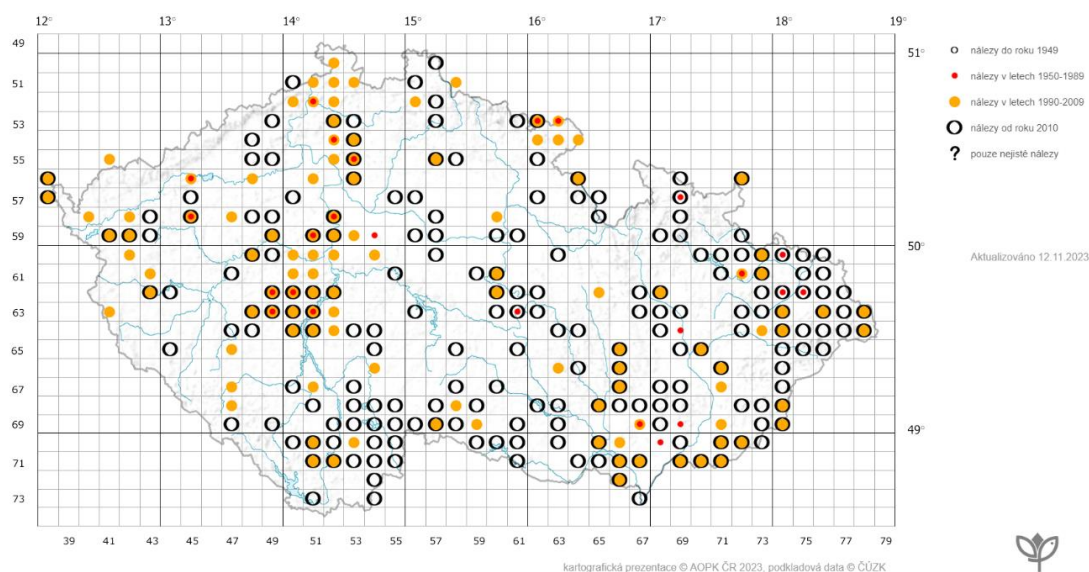 12° 13° 14° 15° 16° 17° 18° 19°
49
51°
nálezy do roku 1949
51
nálezy v letech 1950-1989
nálezy v letech 1990-2009
53
nálezy od roku 2010
55
? pouze nejisté nálezy
57
59
50°
Aktualizováno 12.11.2023
61
63
65
67
69
49°
71
73
39 41 43 45 47 49 51 53 55 57 59 61 63 65 67 69 71 73 75 77 79
kartografická prezentace © AOPK ČR 2023, podkladová data © ČÚZK